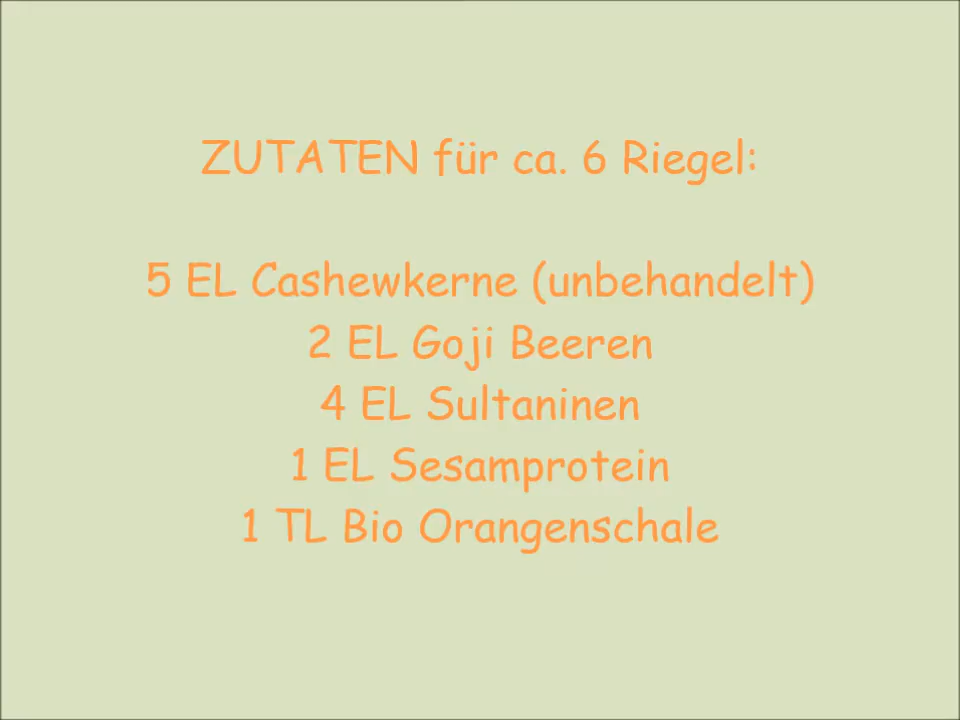 ZUTATEN für ca. 6 Riegel:
5 EL Cashewkerne (unbehandelt)
2 EL Goji Beeren
4 EL Sultaninen
1 EL Sesamprotein
1 TL Bio Orangenschale